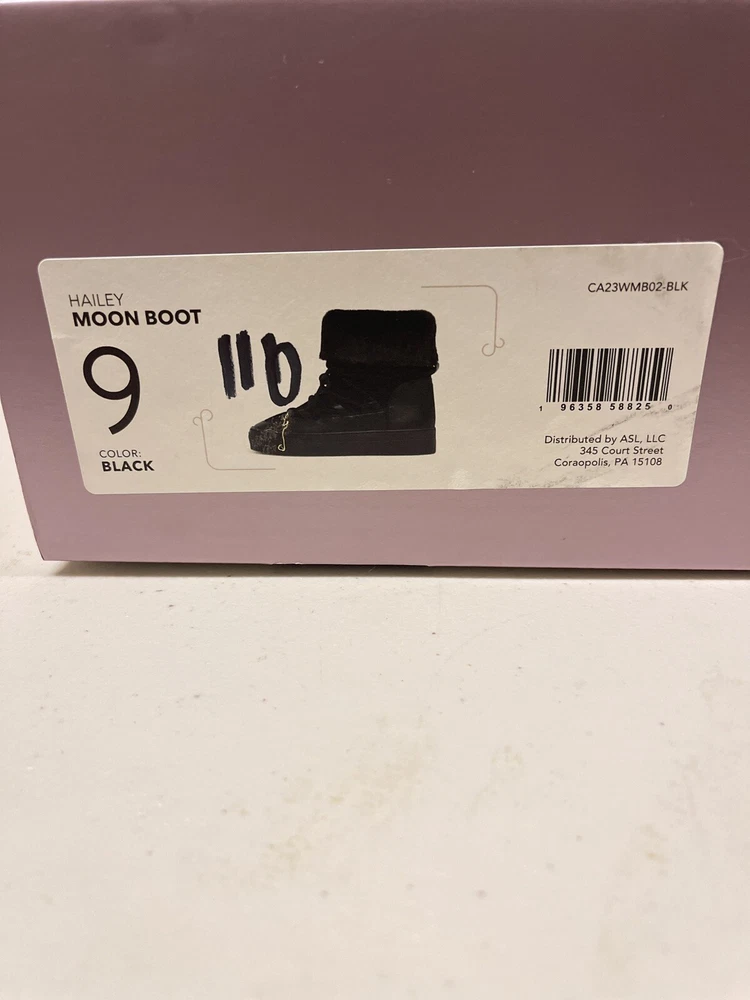 HAILEY
MOON BOOT
9
COLOR:
BLACK
110
CA23WMB02-BLK
1 96358 58825 0
Distributed by ASL, LLC
345 Court Street
Coraopolis, PA 15108